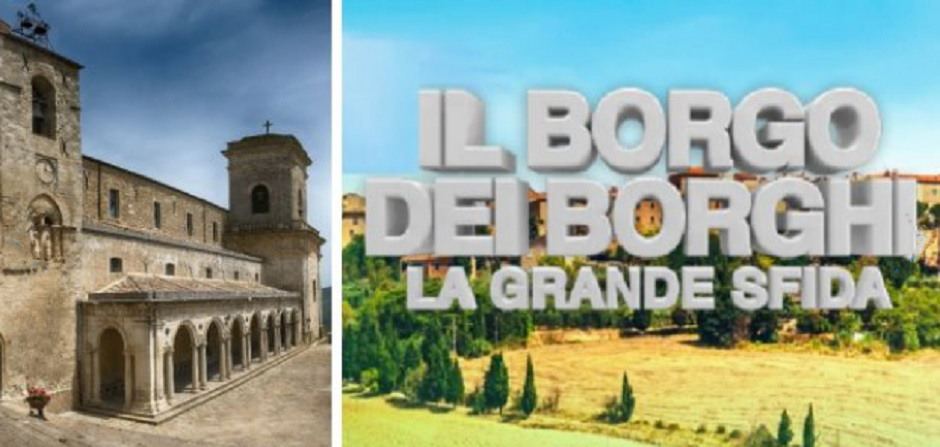 IL BORGO
DEI BORGHI
LA GRANDE SFIDA